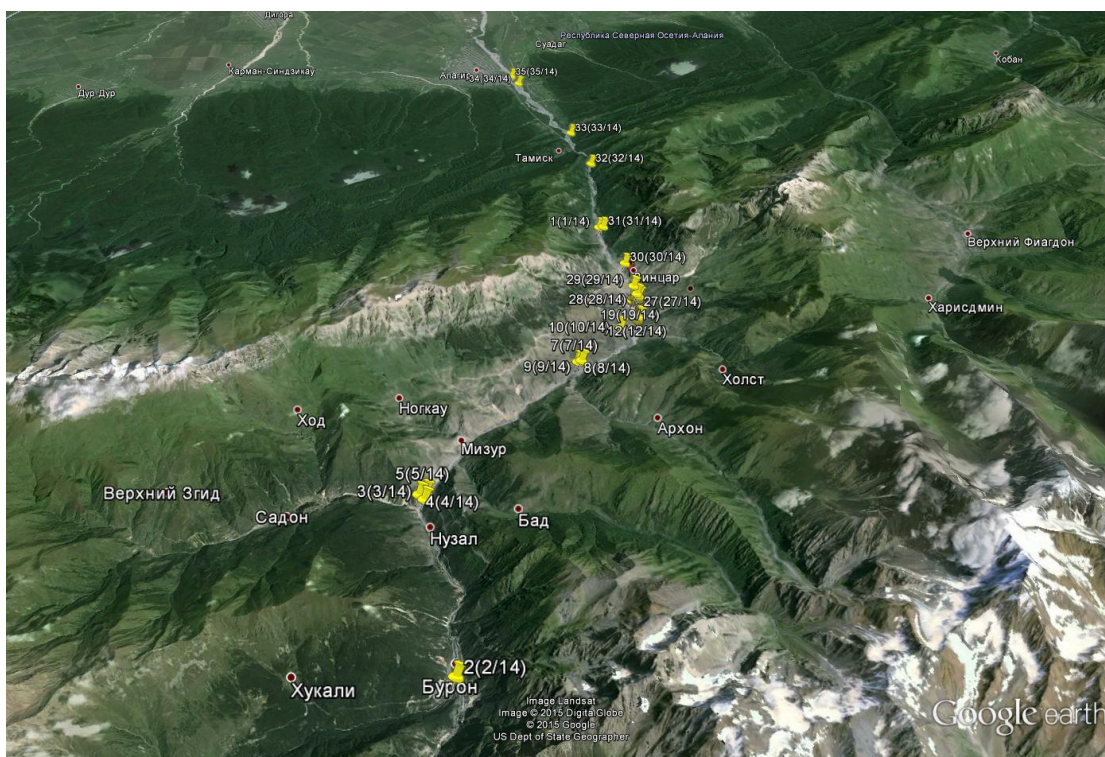 Дигора
Суадаг
Республика Северная Осетия-Алания
Карман-Синдзикау
Кобан
Дур-Дур
35(35/14)
34(34/14)
33(33/14)
Тамиск
32(32/14)
1(1/14)
31(31/14)
Верхний Фиагдон
30(30/14)
29(29/14)
28(28/14)
27(27/14)
Харисджин
19(19/14)
10(10/14)
12(12/14)
7(7/14)
9(9/14)
8(8/14)
Холст
Ногкау
Ход
Архон
Мизур
5(5/14)
Верхний Згид
3(3/14)
4(4/14)
Садон
Бад
Нузал
2(2/14)
Бурон
Хукали
Image Landsat
Image © 2015 DigitalGlobe
© 2015 Google
US Dept of State Geographer
Google earth